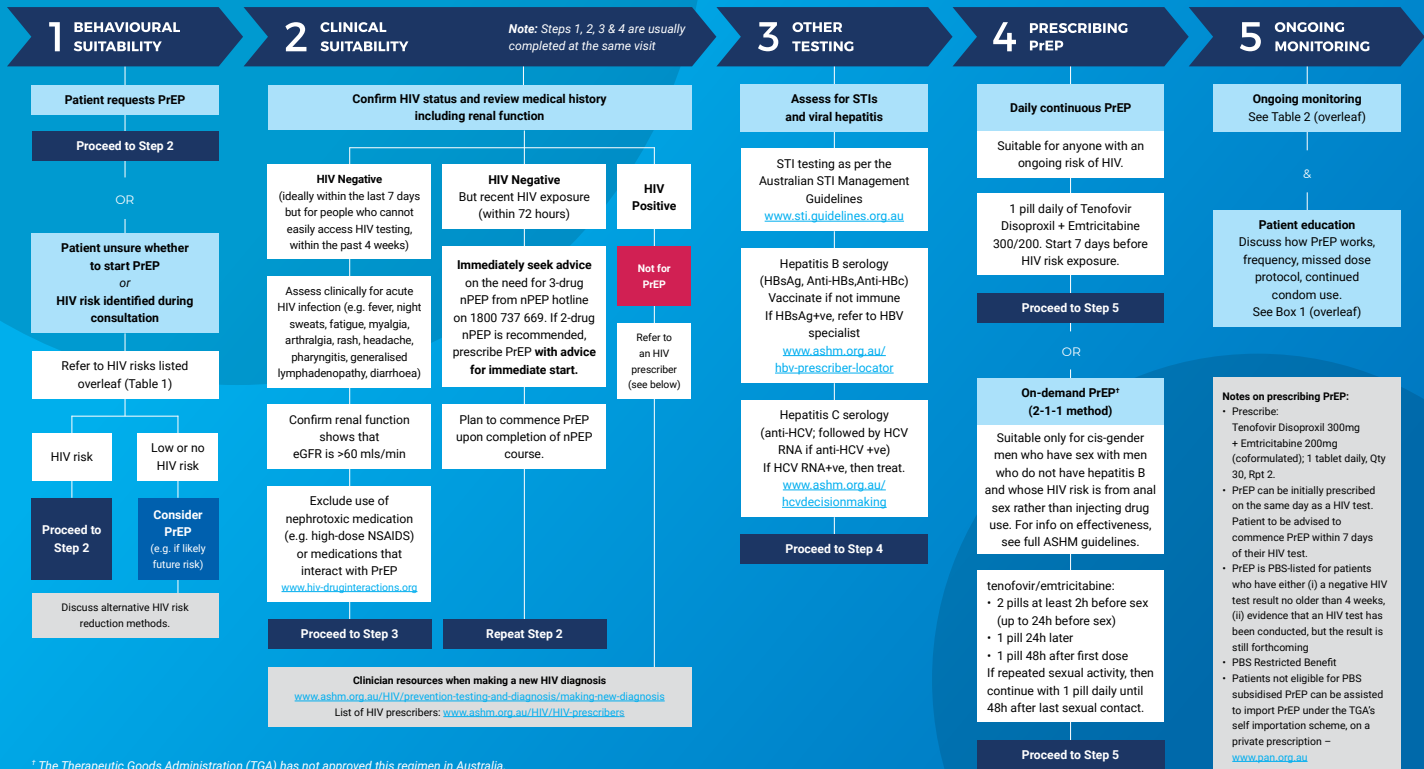 1 BEHAVIOURAL
SUITABILITY
Patient requests PrEP
Proceed to Step 2
OR
Patient unsure whether
to start PrEP
or
HIV risk identified during
consultation
Refer to HIV risks listed
overleaf (Table 1)
HIV risk
Low or no
HIV risk
Proceed to
Step 2
Consider
PrEP
(e.g. if likely
future risk)
Discuss alternative HIV risk
reduction methods.
2 CLINICAL
SUITABILITY
Note: Steps 1, 2, 3 & 4 are usually
completed at the same visit
Confirm HIV status and review medical history
including renal function
HIV Negative
(ideally within the last 7 days
but for people who cannot
easily access HIV testing,
within the past 4 weeks)
Assess clinically for acute
HIV infection (e.g. fever, night
sweats, fatigue, myalgia,
arthralgia, rash, headache,
pharyngitis, generalised
lymphadenopathy, diarrhoea)
Confirm renal function
shows that
eGFR is >60 mls/min
Exclude use of
nephrotoxic medication
(e.g. high-dose NSAIDS)
or medications that
interact with PrEP
www.hiv-druginteractions.org
Proceed to Step 3
HIV Negative
But recent HIV exposure
(within 72 hours)
Immediately seek advice
on the need for 3-drug
nPEP from nPEP hotline
on 1800 737 669. If 2-drug
nPEP is recommended,
prescribe PrEP with advice
for immediate start.
Plan to commence PrEP
upon completion of nPEP
course.
Repeat Step 2
HIV
Positive
Not for
PrEP
Refer to
an HIV
prescriber
(see below)
Clinician resources when making a new HIV diagnosis
www.ashm.org.au/HIV/prevention-testing-and-diagnosis/making-new-diagnosis
List of HIV prescribers: www.ashm.org.au/HIV/HIV-prescribers
3 OTHER
TESTING
Assess for STIs
and viral hepatitis
STI testing as per the
Australian STI Management
Guidelines
www.sti.guidelines.org.au
Hepatitis B serology
(HBsAg, Anti-HBs,Anti-HBc)
Vaccinate if not immune
If HBsAg+ve, refer to HBV
specialist
www.ashm.org.au/
hbv-prescriber-locator
Hepatitis C serology
(anti-HCV; followed by HCV
RNA if anti-HCV +ve)
If HCV RNA+ve, then treat.
www.ashm.org.au/
hcvdecisionmaking
Proceed to Step 4
4 PRESCRIBING
PrEP
Daily continuous PrEP
Suitable for anyone with an
ongoing risk of HIV.
1 pill daily of Tenofovir
Disoproxil + Emtricitabine
300/200. Start 7 days before
HIV risk exposure.
Proceed to Step 5
OR
On-demand PrEP†
(2-1-1 method)
Suitable only for cis-gender
men who have sex with men
who do not have hepatitis B
and whose HIV risk is from anal
sex rather than injecting drug
use. For info on effectiveness,
see full ASHM guidelines.
tenofovir/emtricitabine:
• 2 pills at least 2h before sex
(up to 24h before sex)
• 1 pill 24h later
• 1 pill 48h after first dose
If repeated sexual activity, then
continue with 1 pill daily until
48h after last sexual contact.
Proceed to Step 5
5 ONGOING
MONITORING
Ongoing monitoring
See Table 2 (overleaf)
&
Patient education
Discuss how PrEP works,
frequency, missed dose
protocol, continued
condom use.
See Box 1 (overleaf)
Notes on prescribing PrEP:
• Prescribe:
Tenofovir Disoproxil 300mg
+ Emtricitabine 200mg
(coformulated); 1 tablet daily, Qty
30, Rpt 2.
• PrEP can be initially prescribed
on the same day as a HIV test.
Patient to be advised to
commence PrEP within 7 days
of their HIV test.
• PrEP is PBS-listed for patients
who have either (i) a negative HIV
test result no older than 4 weeks,
(ii) evidence that an HIV test has
been conducted, but the result is
still forthcoming
• PBS Restricted Benefit
• Patients not eligible for PBS
subsidised PrEP can be assisted
to import PrEP under the TGA's
self importation scheme, on a
private prescription –
www.pan.org.au
† The Therapeutic Goods Administration (TGA) has not approved this regimen in Australia.